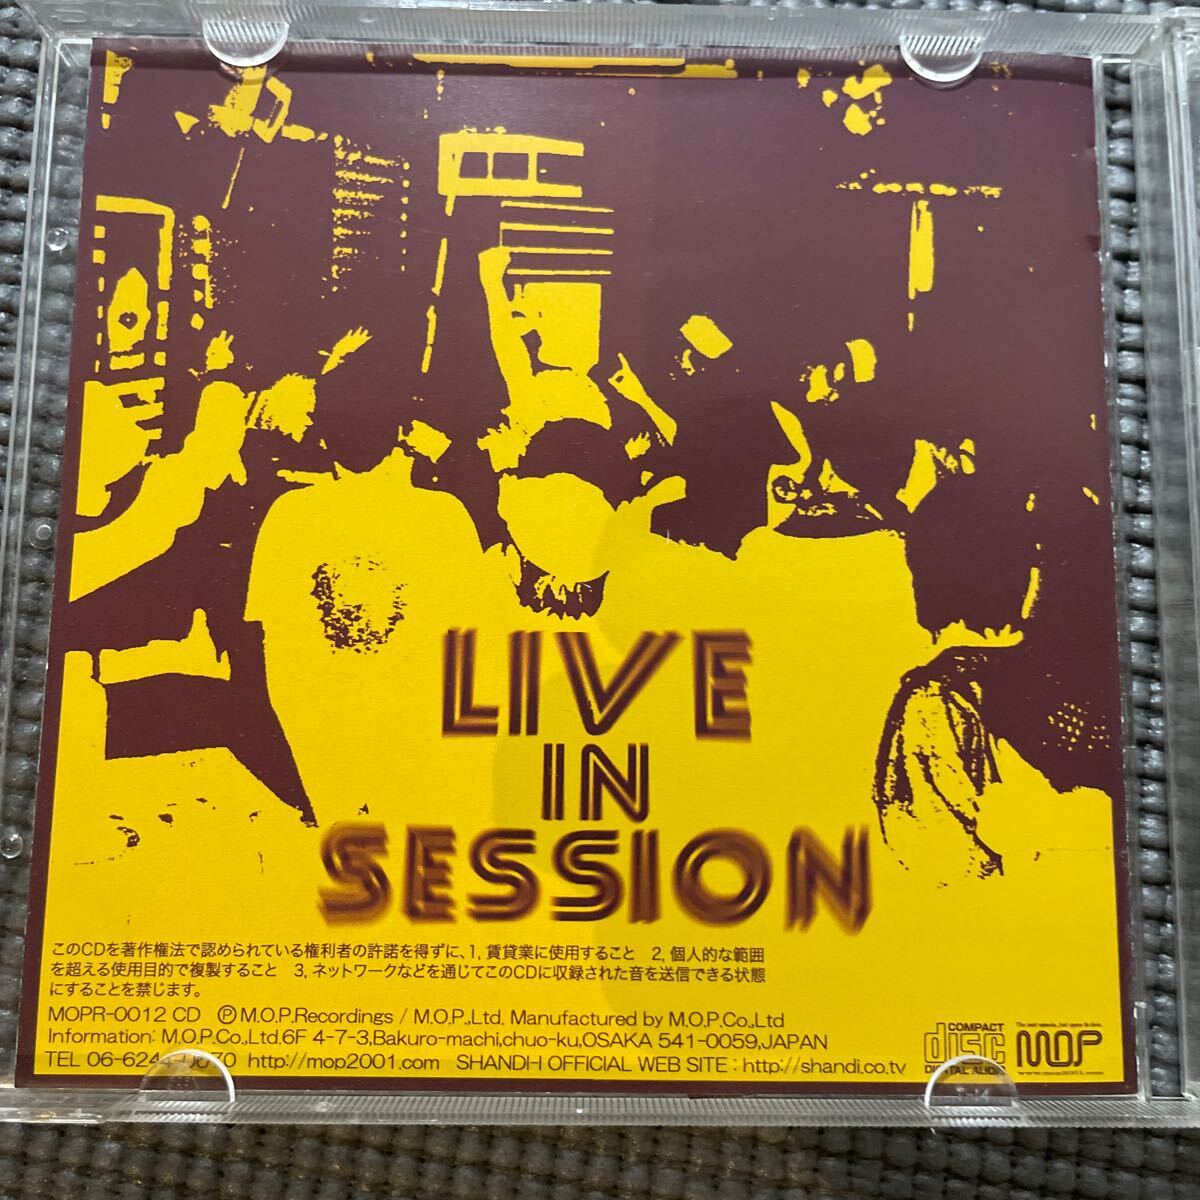 LIVE
IN
SESSION
このCDを著作権法で認められている権利者の許諾を得ずに、1, 賃貸業に使用すること 2, 個人的な範囲
を超える使用目的で複製すること 3, ネットワークなどを通じてこのCDに収録された音を送信できる状態
にすることを禁じます。
MOPR-0012 CD Ⓟ M.O.P.Recordings / M.O.P.,Ltd. Manufactured by M.O.P.Co.,Ltd
Information: M.O.P.Co.,Ltd.6F 4-7-3,Bakuro-machi,chuo-ku,OSAKA 541-0059,JAPAN
TEL 06-6244- http://mop2001.com SHANDI-I OFFICIAL WEB SITE : http://shandi.co.tv
COMPACT
disc
DIGITAL AUDIO
MOP